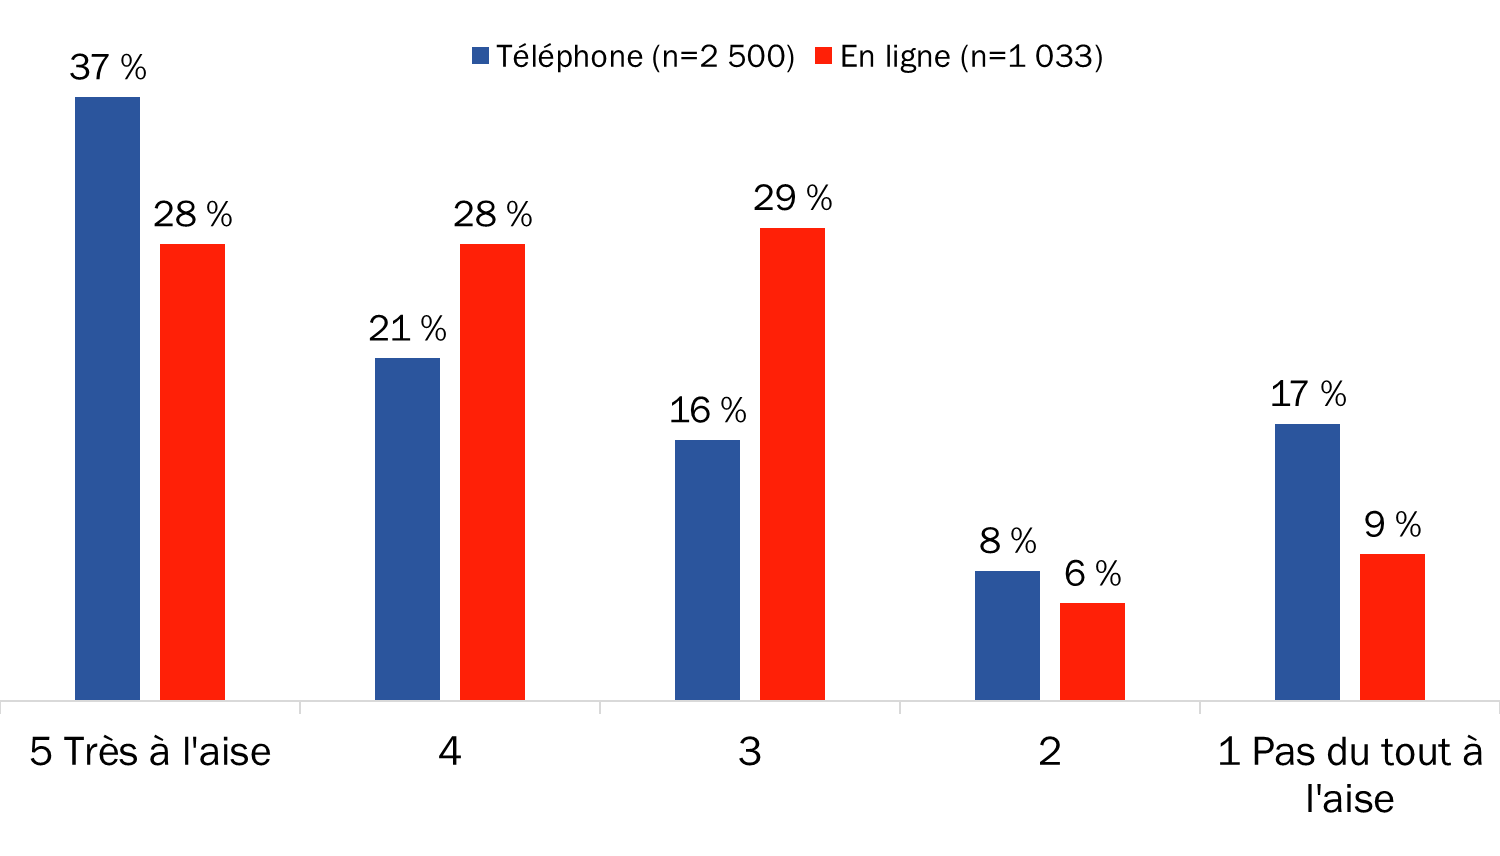 Téléphone (n=2 500) En ligne (n=1 033)
37 % 28 % 21 % 28 % 16 % 29 % 8 % 6 % 17 % 9 %
5 Très à l'aise 4 3 2 1 Pas du tout à
l'aise